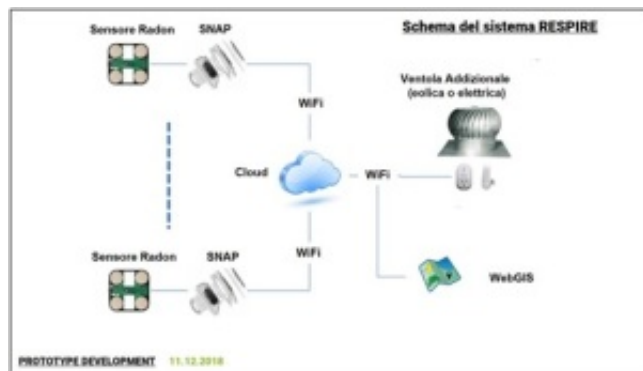 Schema del sistema RESPIRE
Sensore Radon
SNAP
Ventola Addizionale
(eolica o elettrica)
WiFi
Cloud
WiFi
WiFi
Sensore Radon
SNAP
WebGIS
PROTOTYPE DEVELOPMENT 11.12.2018